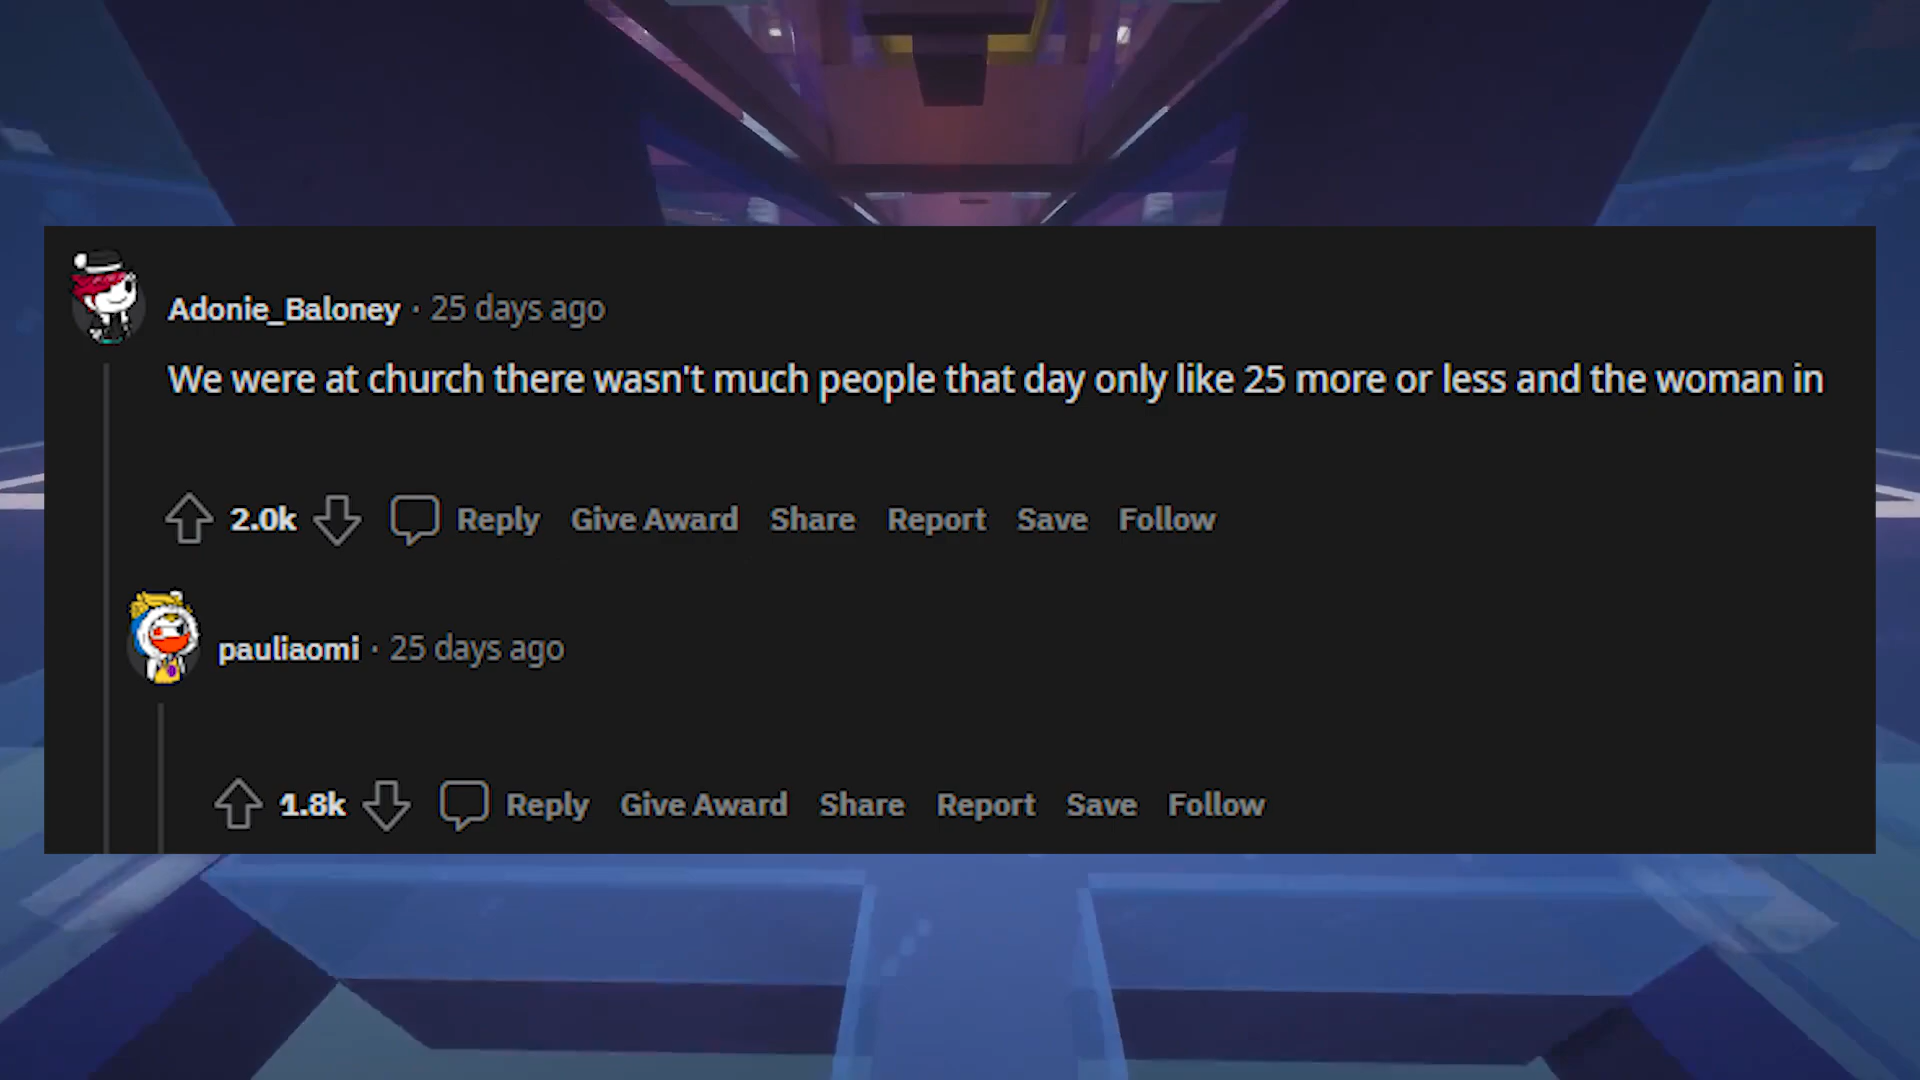 Adonie_Baloney · 25 days ago
We were at church there wasn't much people that day only like 25 more or less and the woman in
2.0k Reply Give Award Share Report Save Follow
pauliaomi · 25 days ago
1.8k Reply Give Award Share Report Save Follow